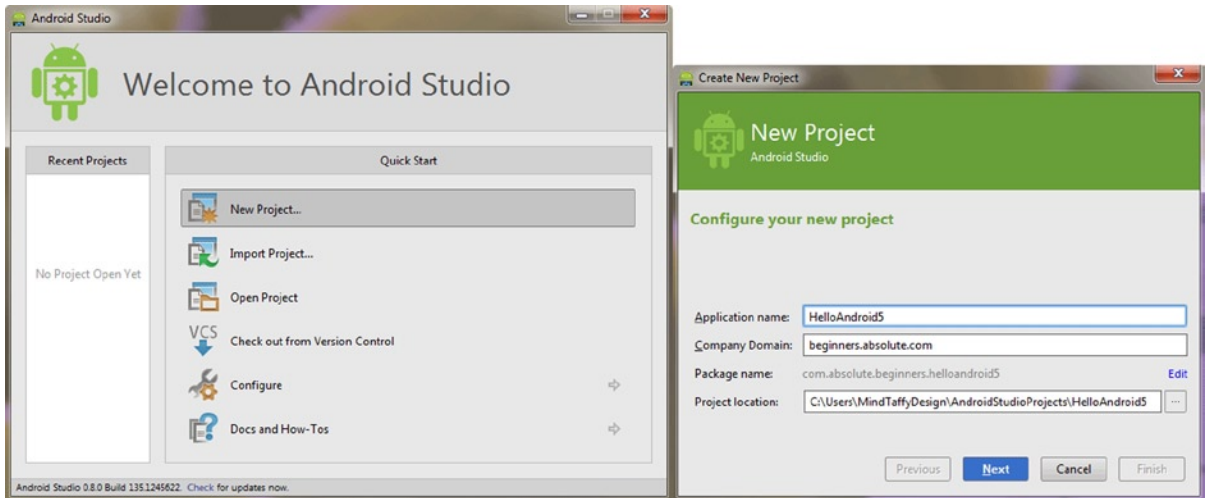 Android Studio
Welcome to Android Studio
Recent Projects
No Project Open Yet
Quick Start
New Project...
Import Project...
Open Project
VCS
Check out from Version Control
Configure
Docs and How-Tos
Android Studio 0.8.0 Build 135.1245622. Check for updates now.
Create New Project
New Project
Android Studio
Configure your new project
Application name: HelloAndroid5
Company Domain: beginners.absolute.com
Package name: com.absolute.beginners.helloandroid5 Edit
Project location: C:\Users\MindTaffyDesign\AndroidStudioProjects\HelloAndroid5 ...
Previous Next Cancel Finish